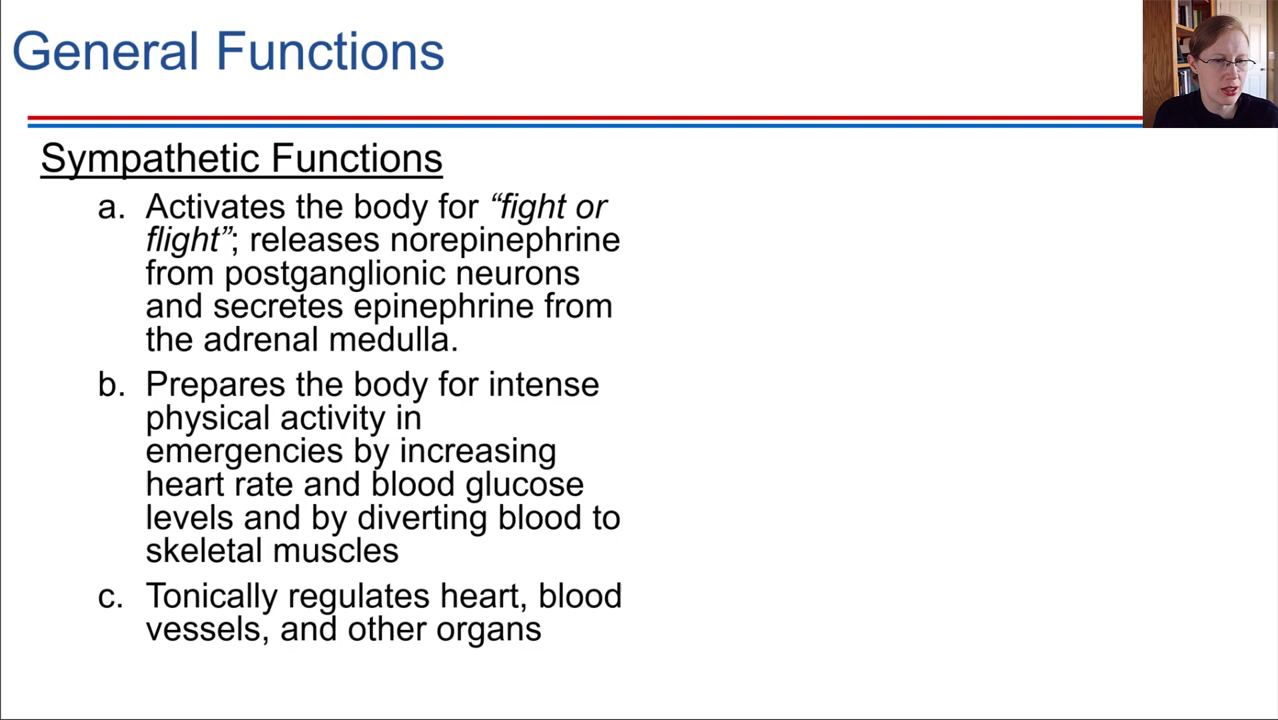 General Functions
Sympathetic Functions
a. Activates the body for “fight or
flight”; releases norepinephrine
from postganglionic neurons
and secretes epinephrine from
the adrenal medulla.
b. Prepares the body for intense
physical activity in
emergencies by increasing
heart rate and blood glucose
levels and by diverting blood to
skeletal muscles
c. Tonically regulates heart, blood
vessels, and other organs